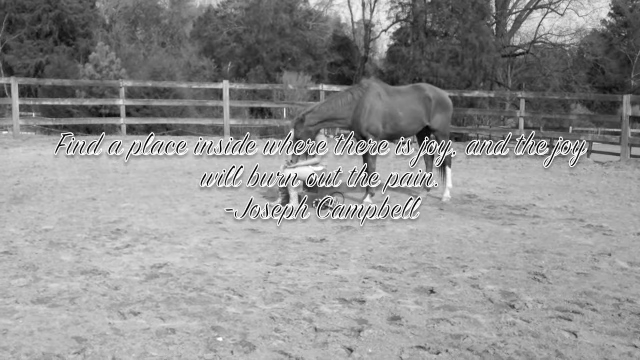 Find a place inside where there is joy, and the joy
will burn out the pain.
-Joseph Campbell